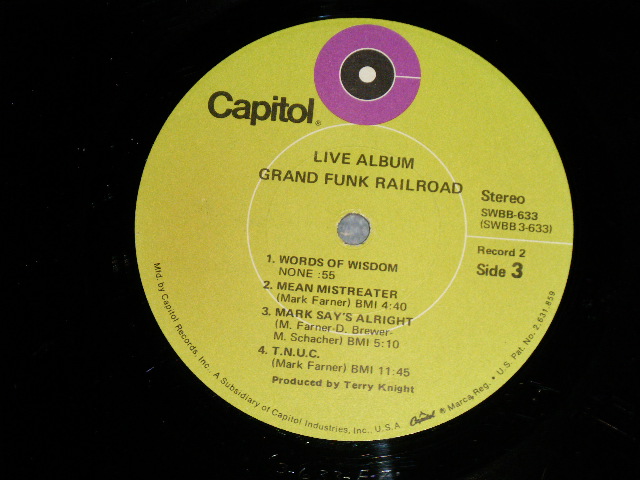 Capitol®
LIVE ALBUM
GRAND FUNK RAILROAD
Stereo
SWBB-633
(SWBB 3-633)
Record 2
Side 3
1. WORDS OF WISDOM
NONE :55
2. MEAN MISTREATER
(Mark Farner) BMI 4:40
3. MARK SAY'S ALRIGHT
(M. Farner-D. Brewer-
M. Schacher) BMI 5:10
4. T.N.U.C.
(Mark Farner) BMI 11:45
Produced by Terry Knight
Mfd. by Capitol Records, Inc., A Subsidiary of Capitol Industries, Inc., U.S.A. Capitol ® Marca Reg. • U.S. Pat. No. 2,631,859